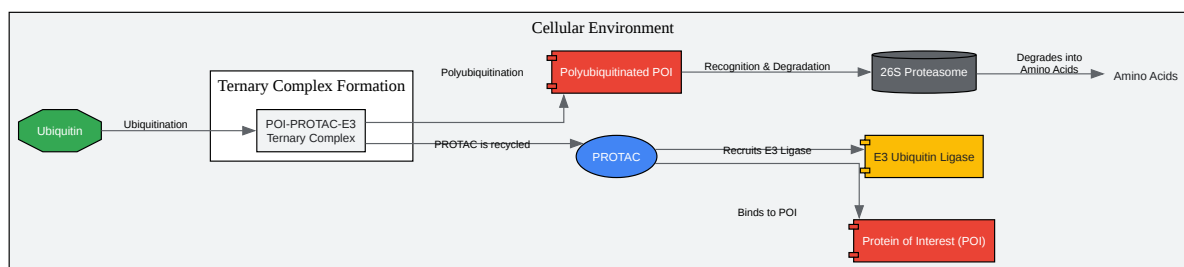 Cellular Environment
Ternary Complex Formation
Ubiquitin
Ubiquitination
POI-PROTAC-E3
Ternary Complex
Polyubiquitination
Polyubiquitinated POI
Recognition & Degradation
26S Proteasome
Degrades into
Amino Acids
Amino Acids
PROTAC is recycled
PROTAC
Recruits E3 Ligase
E3 Ubiquitin Ligase
Binds to POI
Protein of Interest (POI)